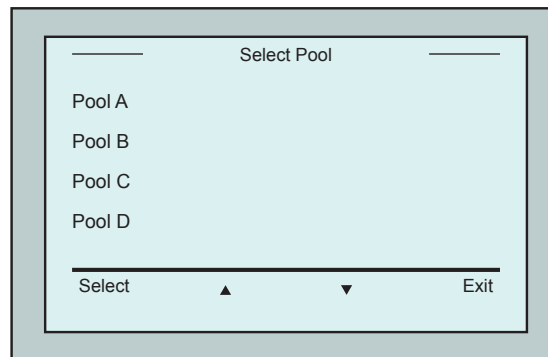 Select Pool
Pool A
Pool B
Pool C
Pool D
Select ▲ ▼ Exit